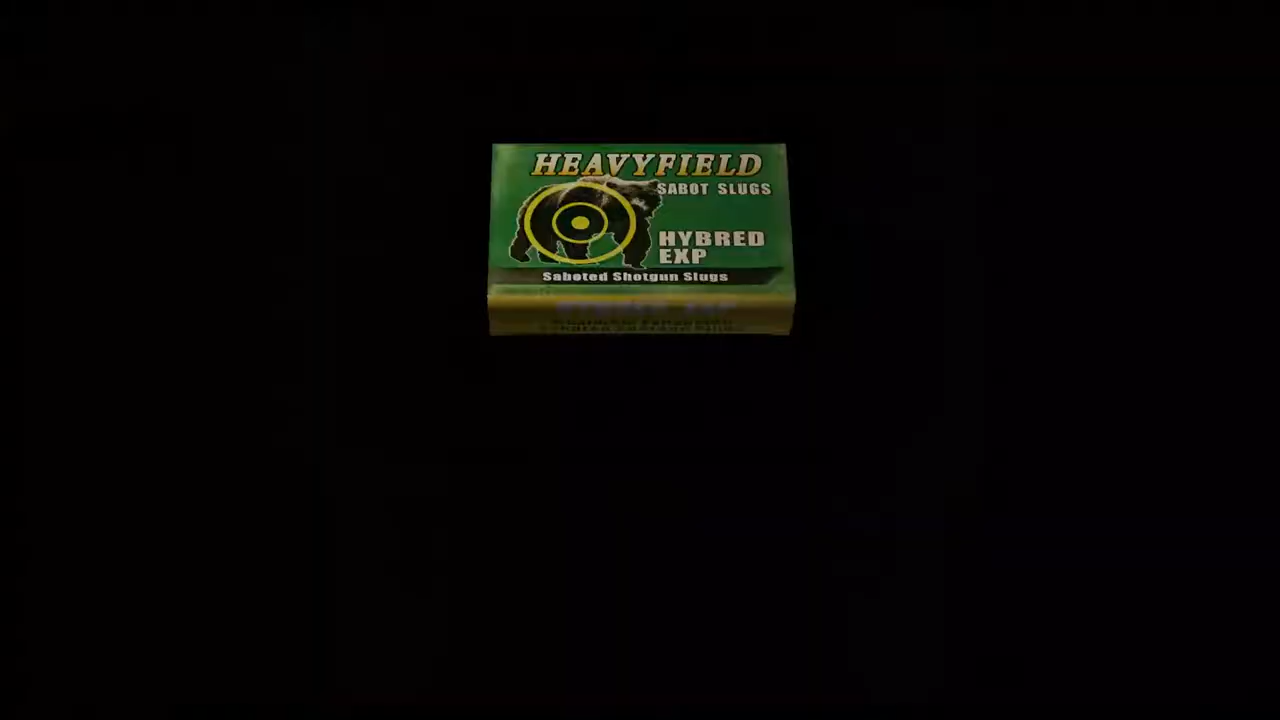 HEAVYFIELD
SABOT SLUGS
HYBRED
EXP
Saboted Shotgun Slugs